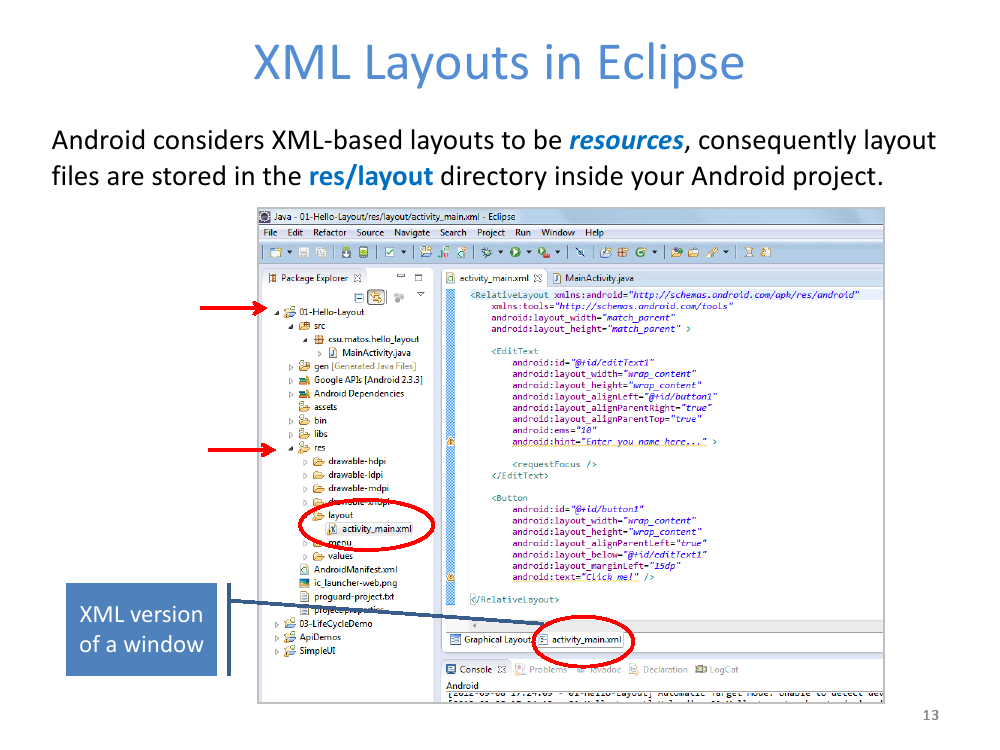 XML Layouts in Eclipse
Android considers XML-based layouts to be resources, consequently layout
files are stored in the res/layout directory inside your Android project.
Java - 01-Hello-Layout/res/layout/activity_main.xml - Eclipse
File Edit Refactor Source Navigate Search Project Run Window Help
Package Explorer
01-Hello-Layout
src
csu.matos.hello_layout
MainActivity.java
gen [Generated Java Files]
Google APIs [Android 2.3.3]
Android Dependencies
assets
bin
libs
res
drawable-hdpi
drawable-ldpi
drawable-mdpi
drawable-xhdpi
layout
activity_main.xml
menu
values
AndroidManifest.xml
ic_launcher-web.png
proguard-project.txt
project.properties
03-LifeCycleDemo
ApiDemos
SimpleUI
activity_main.xml MainActivity.java
<RelativeLayout xmlns:android="http://schemas.android.com/apk/res/android"
xmlns:tools="http://schemas.android.com/tools"
android:layout_width="match_parent"
android:layout_height="match_parent" >
<EditText
android:id="@+id/editText1"
android:layout_width="wrap_content"
android:layout_height="wrap_content"
android:layout_alignLeft="@+id/button1"
android:layout_alignParentRight="true"
android:layout_alignParentTop="true"
android:ems="10"
android:hint="Enter you name here..." >
<requestFocus />
</EditText>
<Button
android:id="@+id/button1"
android:layout_width="wrap_content"
android:layout_height="wrap_content"
android:layout_alignParentLeft="true"
android:layout_below="@+id/editText1"
android:layout_marginLeft="15dp"
android:text="Click me!" />
</RelativeLayout>
Graphical Layout activity_main.xml
Console Problems Javadoc Declaration LogCat
Android
XML version
of a window
13